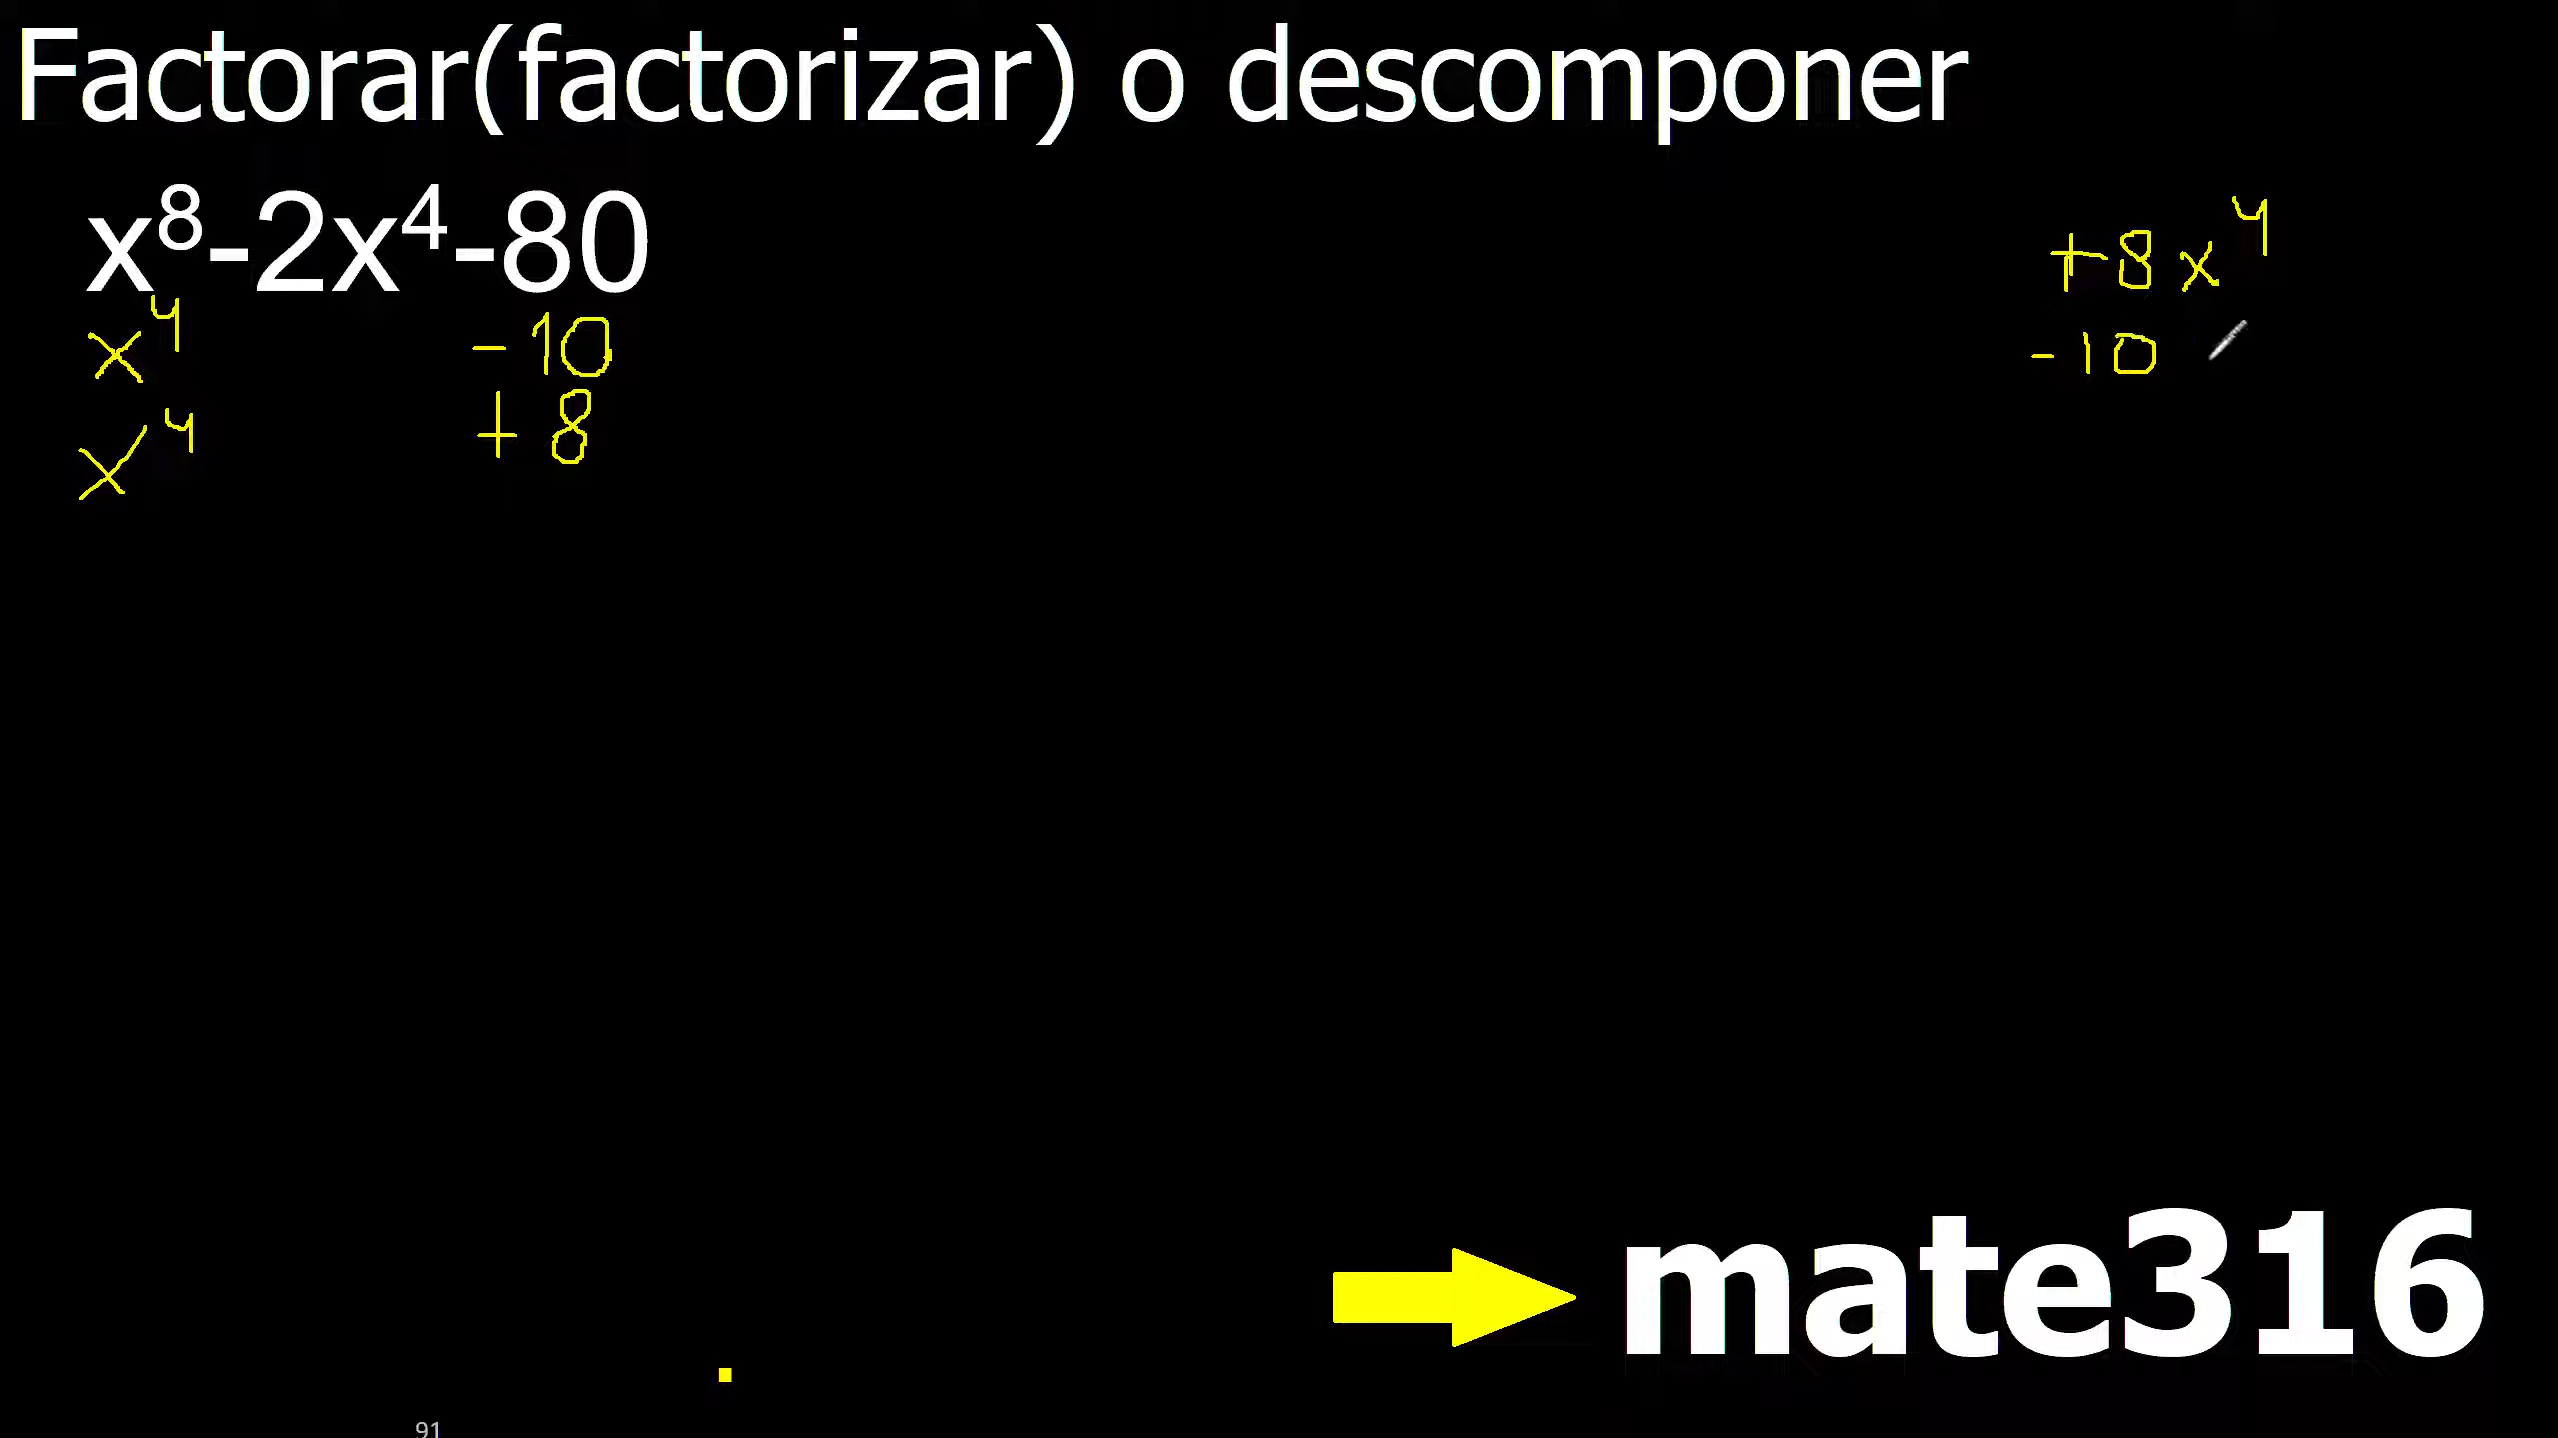 Factorar(factorizar) o descomponer
x⁸-2x⁴-80
x⁴ -10
x⁴ +8
+8x⁴
-10
mate316
91